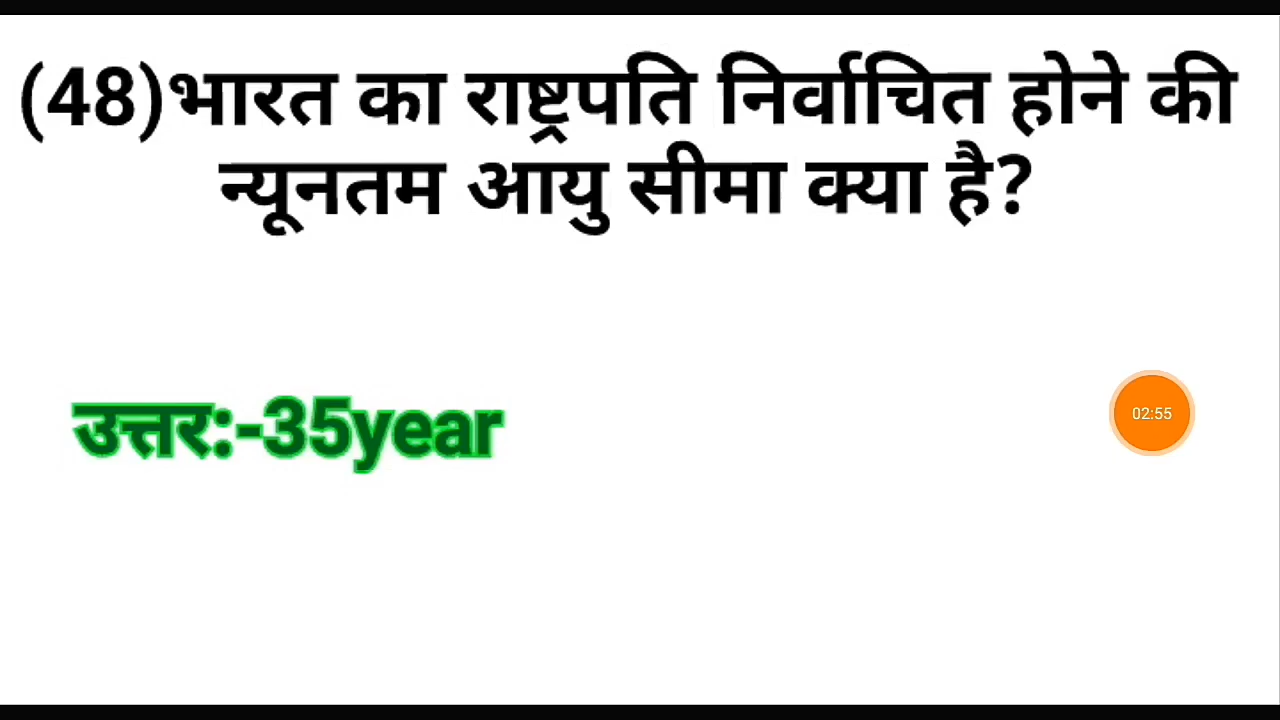 (48)भारत का राष्ट्रपति निर्वाचित होने की
न्यूनतम आयु सीमा क्या है?
उत्तर:-35year
02:55